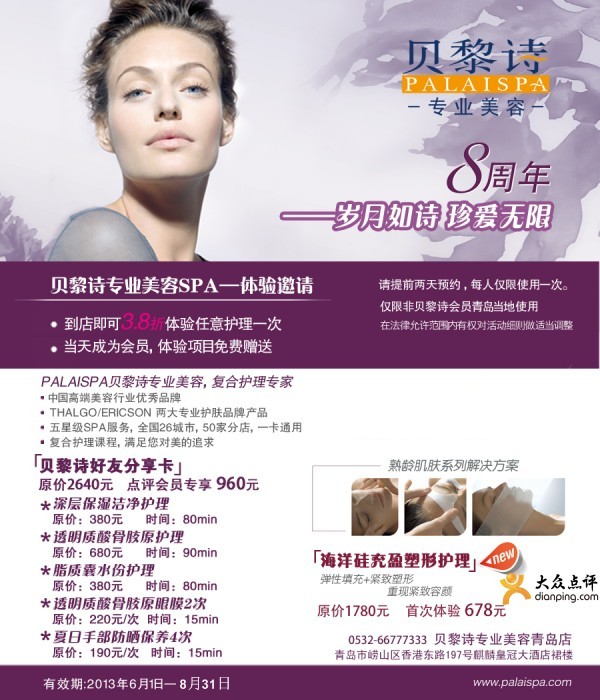 贝黎诗
PALAISPA
-专业美容-
8周年
——岁月如诗 珍爱无限
贝黎诗专业美容SPA—体验邀请
● 到店即可3.8折体验任意护理一次
● 当天成为会员, 体验项目免费赠送
请提前两天预约，每人仅限使用一次。
仅限非贝黎诗会员青岛当地使用
在法律允许范围内有权对活动细则做适当调整
PALAISPA贝黎诗专业美容, 复合护理专家
▪ 中国高端美容行业优秀品牌
▪ THALGO/ERICSON 两大专业护肤品牌产品
▪ 五星级SPA服务, 全国26城市, 50家分店, 一卡通用
▪ 复合护理课程, 满足您对美的追求
「贝黎诗好友分享卡」
原价2640元 点评会员专享 960元
*深层保湿洁净护理
原价：380元 时间：80min
*透明质酸骨胶原护理
原价：680元 时间：90min
*脂质囊水份护理
原价：380元 时间：80min
*透明质酸骨胶原眼膜2次
原价：220元/次 时间：15min
*夏日手部防晒保养4次
原价：190元/次 时间：15min
熟龄肌肤系列解决方案
「海洋硅充盈塑形护理」
new
弹性填充+紧致塑形
重现紧致容颜
原价1780元 首次体验 678元
大众点评
dianping.com
0532-66777333 贝黎诗专业美容青岛店
青岛市崂山区香港东路197号麒麟皇冠大酒店裙楼
有效期:2013年6月1日— 8月31日
www.palaispa.com